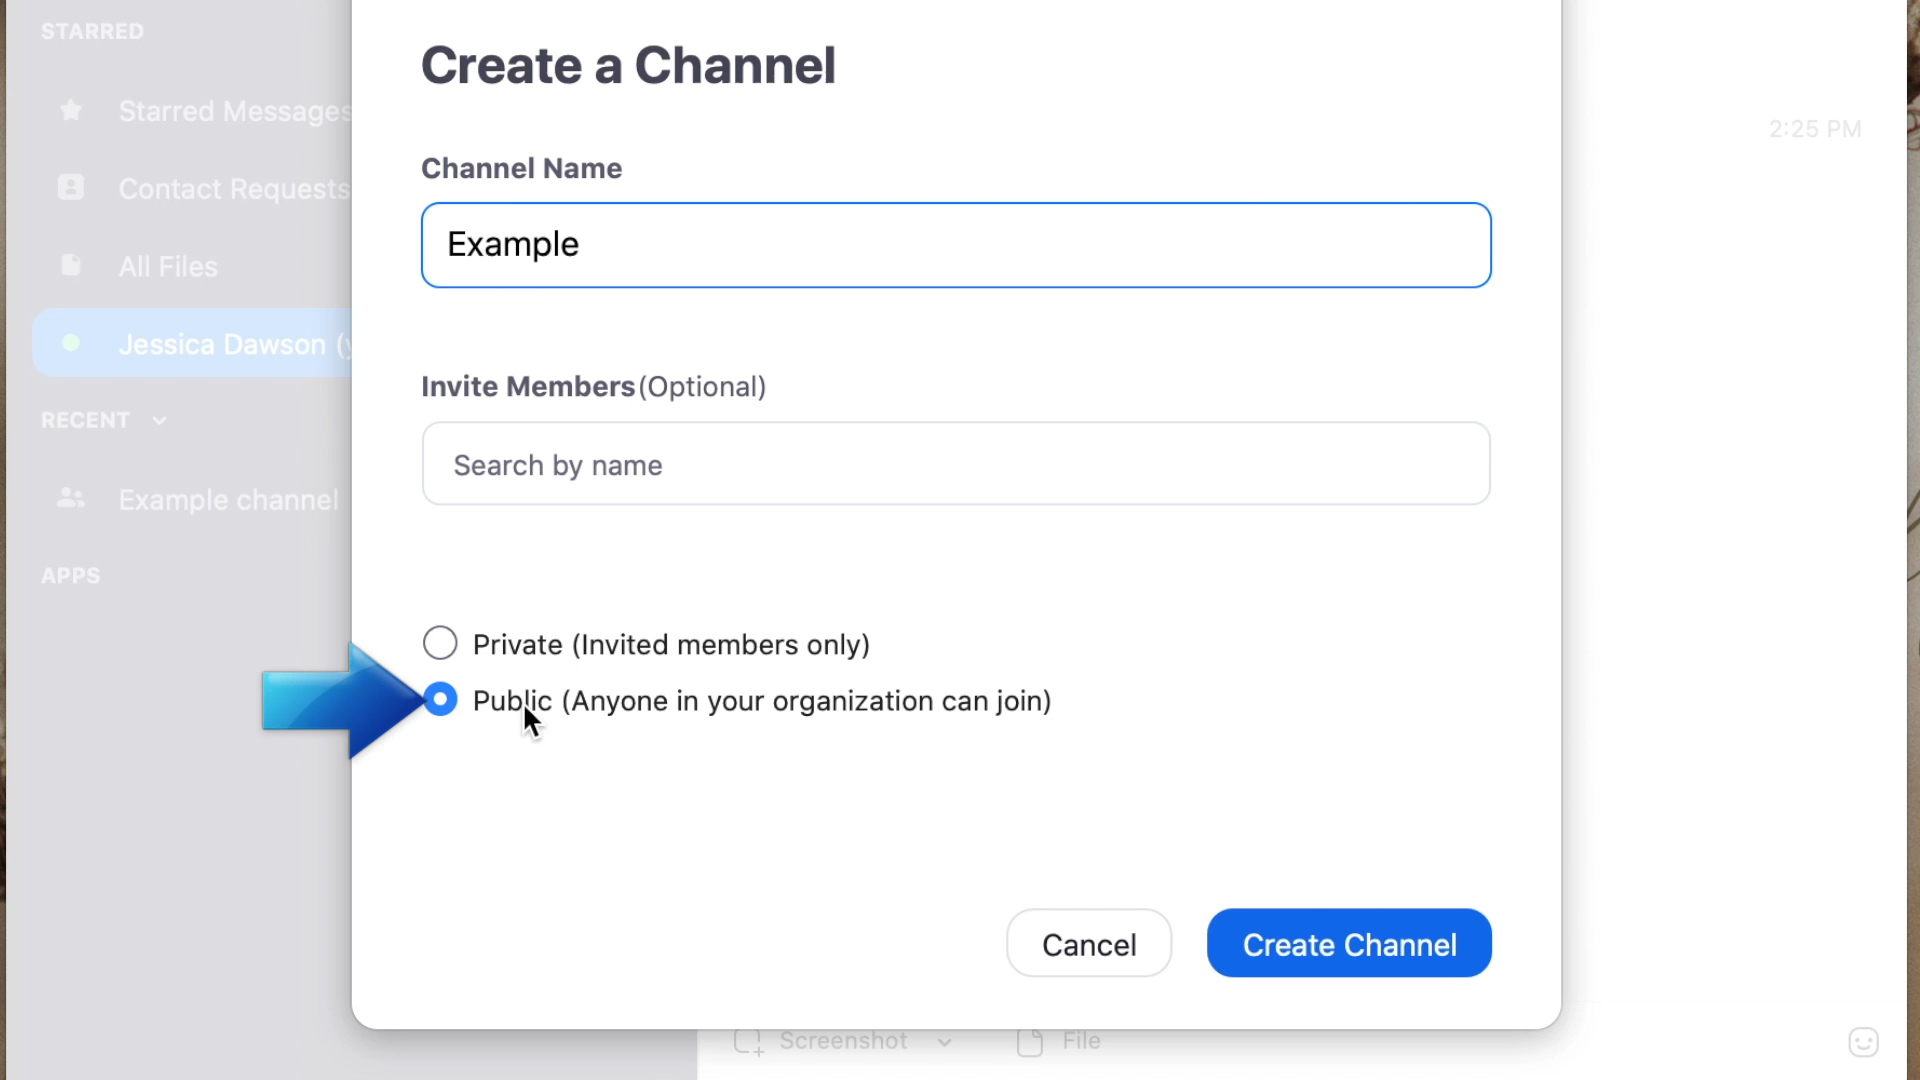 STARRED
Starred Messages
Contact Requests
All Files
Jessica Dawson (
RECENT
Example channel
APPS
Create a Channel
Channel Name
Example
Invite Members(Optional)
Search by name
Private (Invited members only)
Public (Anyone in your organization can join)
Cancel
Create Channel
2:25 PM
Screenshot
File